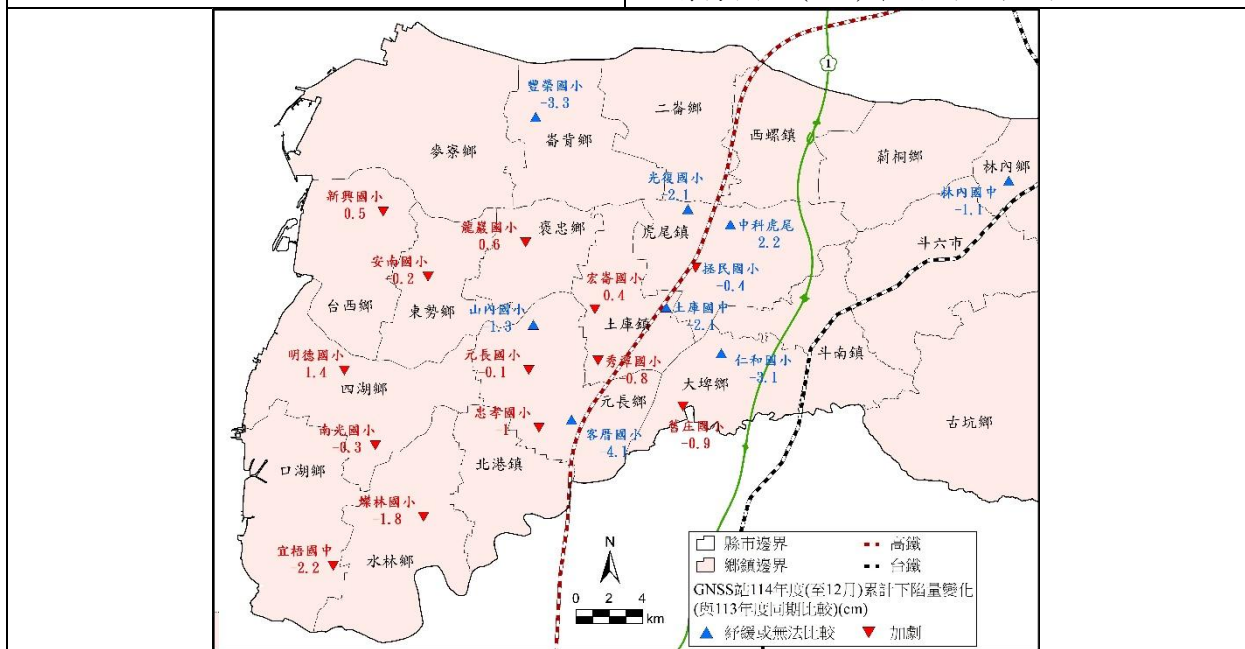 1
豐榮國小
-3.3
二崙鄉
崙背鄉
西螺鎮
麥寮鄉
莿桐鄉
林內鄉
光復國小
-2.1
林內國中
-1.1
新興國小
0.5
龍巖國小
0.6
褒忠鄉
虎尾鎮
中科虎尾
2.2
斗六市
安南國小
-0.2
宏崙國小
0.4
拯民國小
-0.4
台西鄉
東勢鄉
山內國小
1.3
土庫鎮
土庫國中
-2.1
明德國小
1.4
四湖鄉
元長國小
-0.1
秀潭國小
-0.8
仁和國小
-3.1
斗南鎮
大埤鄉
元長鄉
忠孝國小
-1
客厝國小
4.1
舊庄國小
-0.9
古坑鄉
南光國小
-0.3
口湖鄉
北港鎮
燦林國小
-1.8
宜梧國中
-2.2
水林鄉
N
0 2 4
km
縣市邊界
高鐵
鄉鎮邊界
台鐵
GNSS站114年度(至12月)累計下陷量變化
(與113年度同期比較)(cm)
紓緩或無法比較
加劇